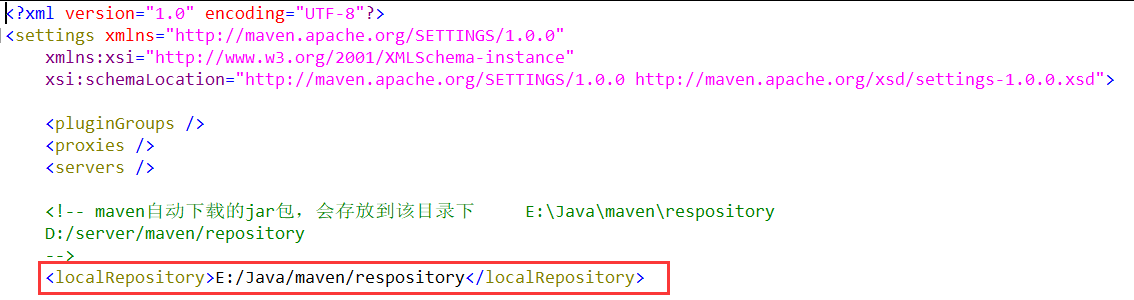 <?xml version="1.0" encoding="UTF-8"?>
<settings xmlns="http://maven.apache.org/SETTINGS/1.0.0"
xmlns:xsi="http://www.w3.org/2001/XMLSchema-instance"
xsi:schemaLocation="http://maven.apache.org/SETTINGS/1.0.0 http://maven.apache.org/xsd/settings-1.0.0.xsd">
<pluginGroups />
<proxies />
<servers />
<!-- maven自动下载的jar包，会存放到该目录下 E:\Java\maven\respository
D:/server/maven/repository
-->
<localRepository>E:/Java/maven/respository</localRepository>